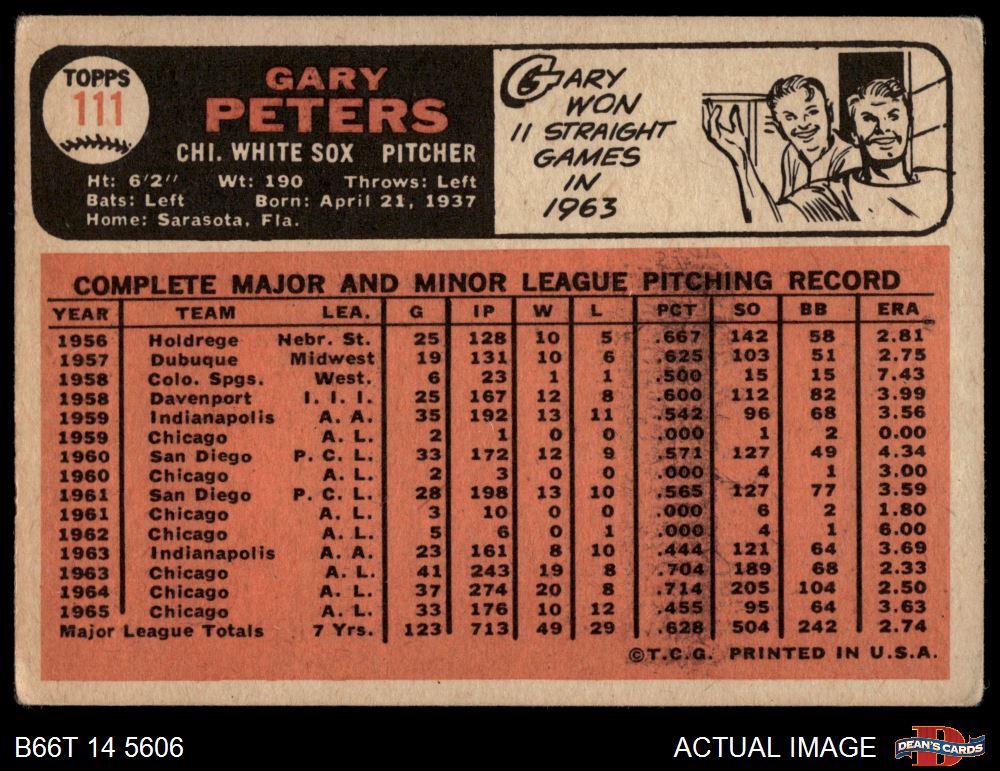 TOPPS
111
GARY
PETERS
CHI. WHITE SOX PITCHER
Ht: 6'2" Wt: 190 Throws: Left
Bats: Left Born: April 21, 1937
Home: Sarasota, Fla.
GARY
WON
11 STRAIGHT
GAMES
IN
1963
COMPLETE MAJOR AND MINOR LEAGUE PITCHING RECORD
YEAR TEAM LEA. G IP W L PCT SO BB ERA
1956 Holdrege Nebr. St. 25 128 10 5 .667 142 58 2.81
1957 Dubuque Midwest 19 131 10 6 .625 103 51 2.75
1958 Colo. Spgs. West. 6 23 1 1 .500 15 15 7.43
1958 Davenport I. I. I. 25 167 12 8 .600 112 82 3.99
1959 Indianapolis A. A. 35 192 13 11 .542 96 68 3.56
1959 Chicago A. L. 2 1 0 0 .000 1 2 0.00
1960 San Diego P. C. L. 33 172 12 9 .571 127 49 4.34
1960 Chicago A. L. 2 3 0 0 .000 4 1 3.00
1961 San Diego P. C. L. 28 198 13 10 .565 127 77 3.59
1961 Chicago A. L. 3 10 0 0 .000 6 2 1.80
1962 Chicago A. L. 5 6 0 1 .000 4 1 6.00
1963 Indianapolis A. A. 23 161 8 10 .444 121 64 3.69
1963 Chicago A. L. 41 243 19 8 .704 189 68 2.33
1964 Chicago A. L. 37 274 20 8 .714 205 104 2.50
1965 Chicago A. L. 33 176 10 12 .455 95 64 3.63
Major League Totals 7 Yrs. 123 713 49 29 .628 504 242 2.74
©T.C.G. PRINTED IN U.S.A.
B66T 14 5606
ACTUAL IMAGE
D
DEAN'S CARDS